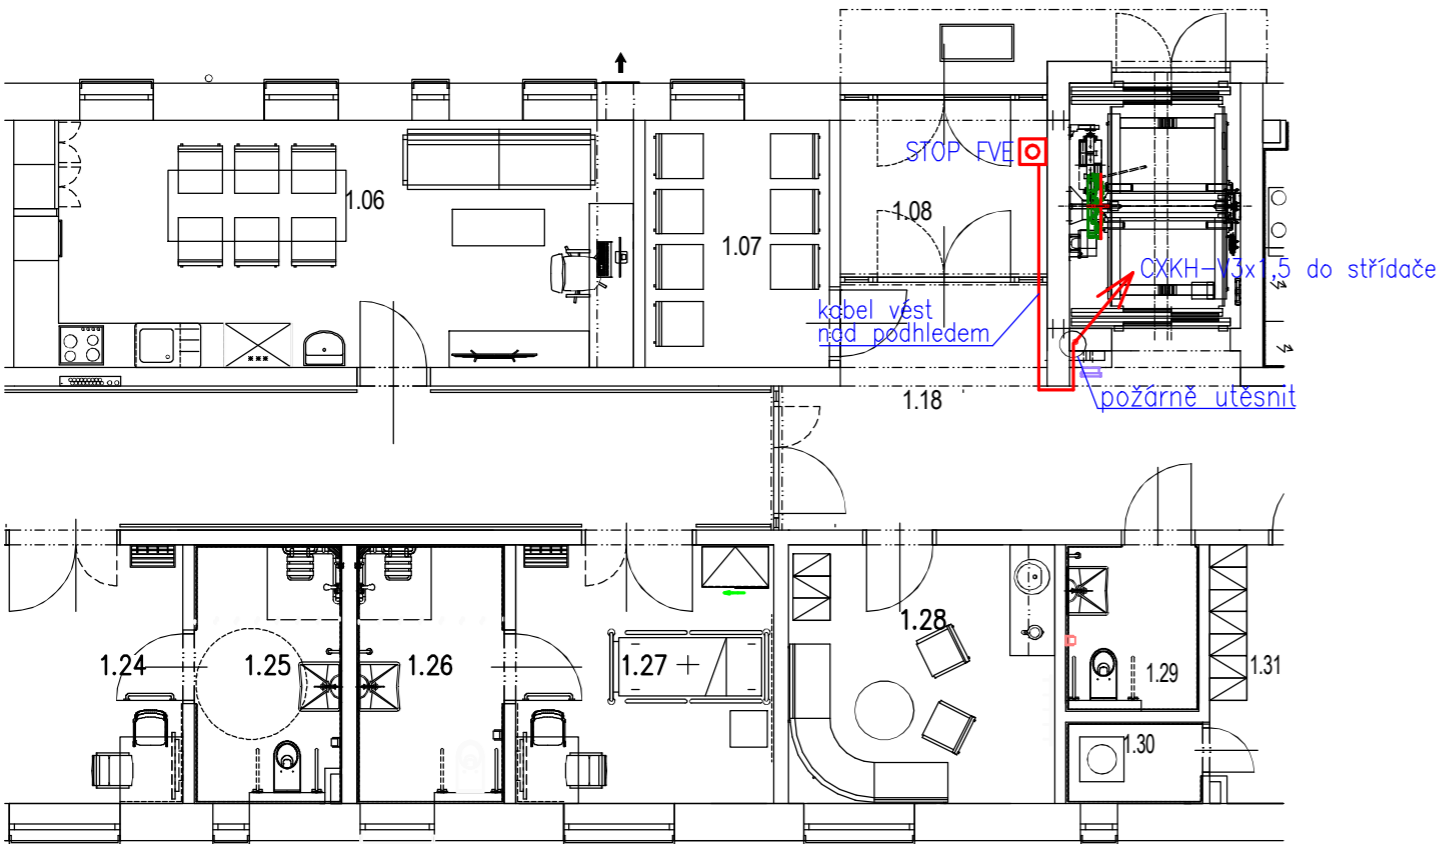 STOP FVE
1.06
1.08
1.07
CXKH-V3x1,5 do střídače
kabel vést
nad podhledem
1.18
požárně utěsnit
1.24
1.25
1.26
1.27
1.28
1.29
1.31
1.30